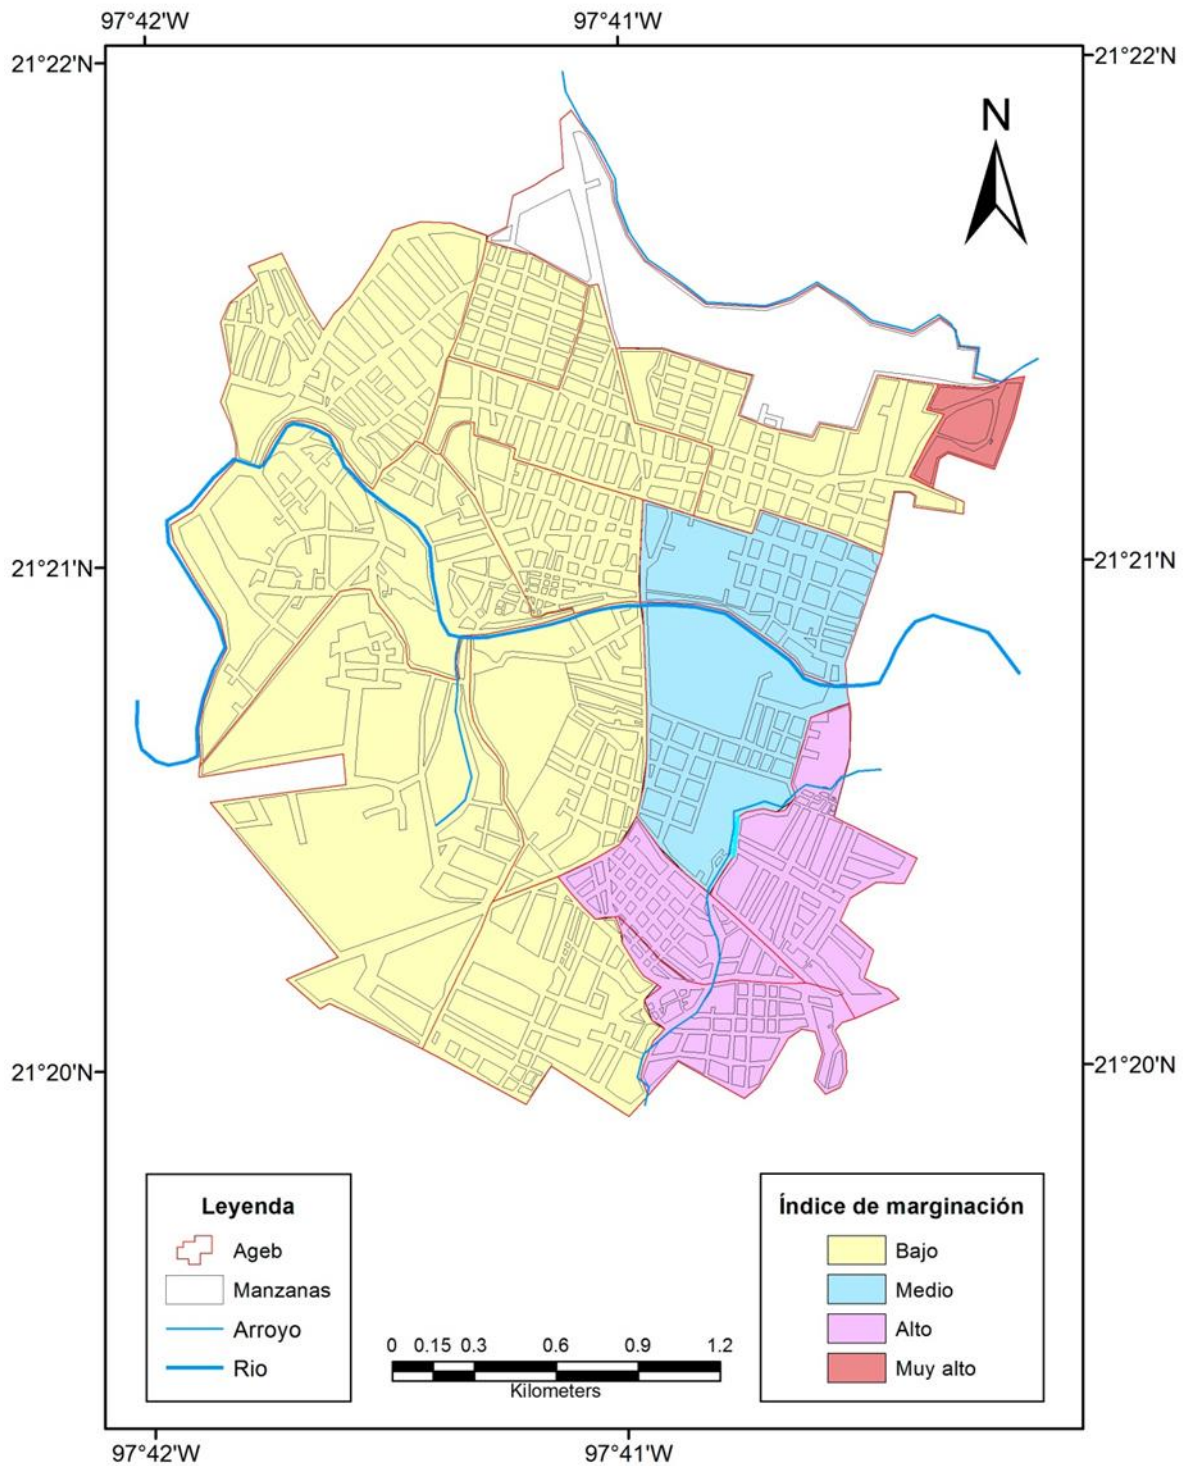 97°42'W 97°41'W
21°22'N 21°22'N
N
21°21'N 21°21'N
21°20'N 21°20'N
Leyenda
Ageb
Manzanas
Arroyo
Rio
0 0.15 0.3 0.6 0.9 1.2
Kilometers
Índice de marginación
Bajo
Medio
Alto
Muy alto
97°42'W 97°41'W